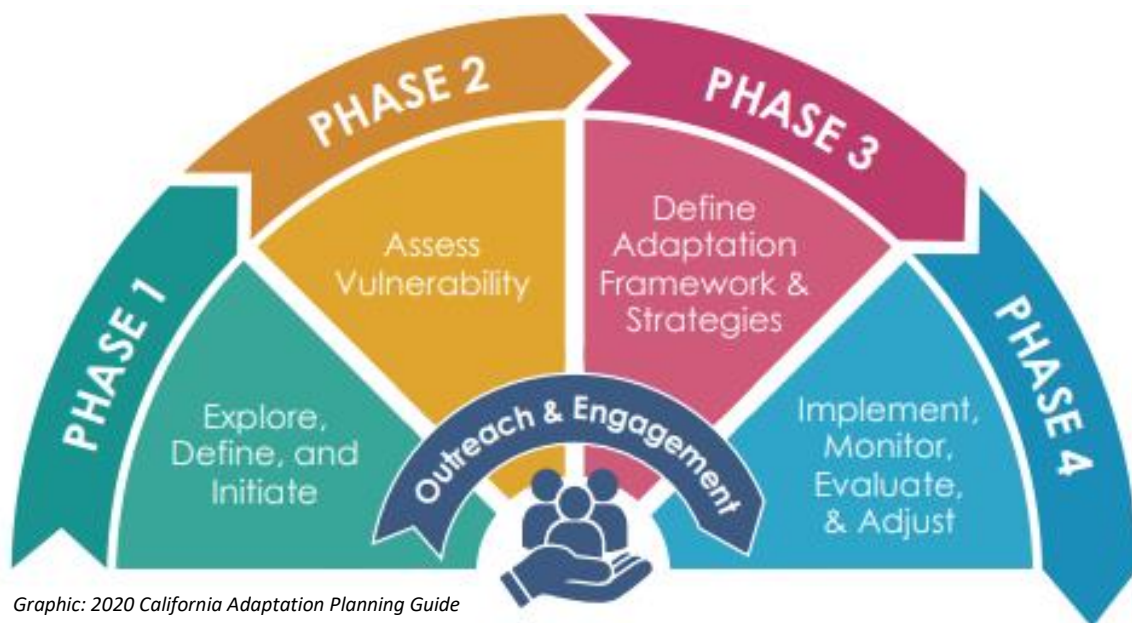 PHASE 1
PHASE 2
PHASE 3
PHASE 4
Explore,
Define, and
Initiate
Assess
Vulnerability
Define
Adaptation
Framework &
Strategies
Implement,
Monitor,
Evaluate,
& Adjust
Outreach & Engagement
Graphic: 2020 California Adaptation Planning Guide